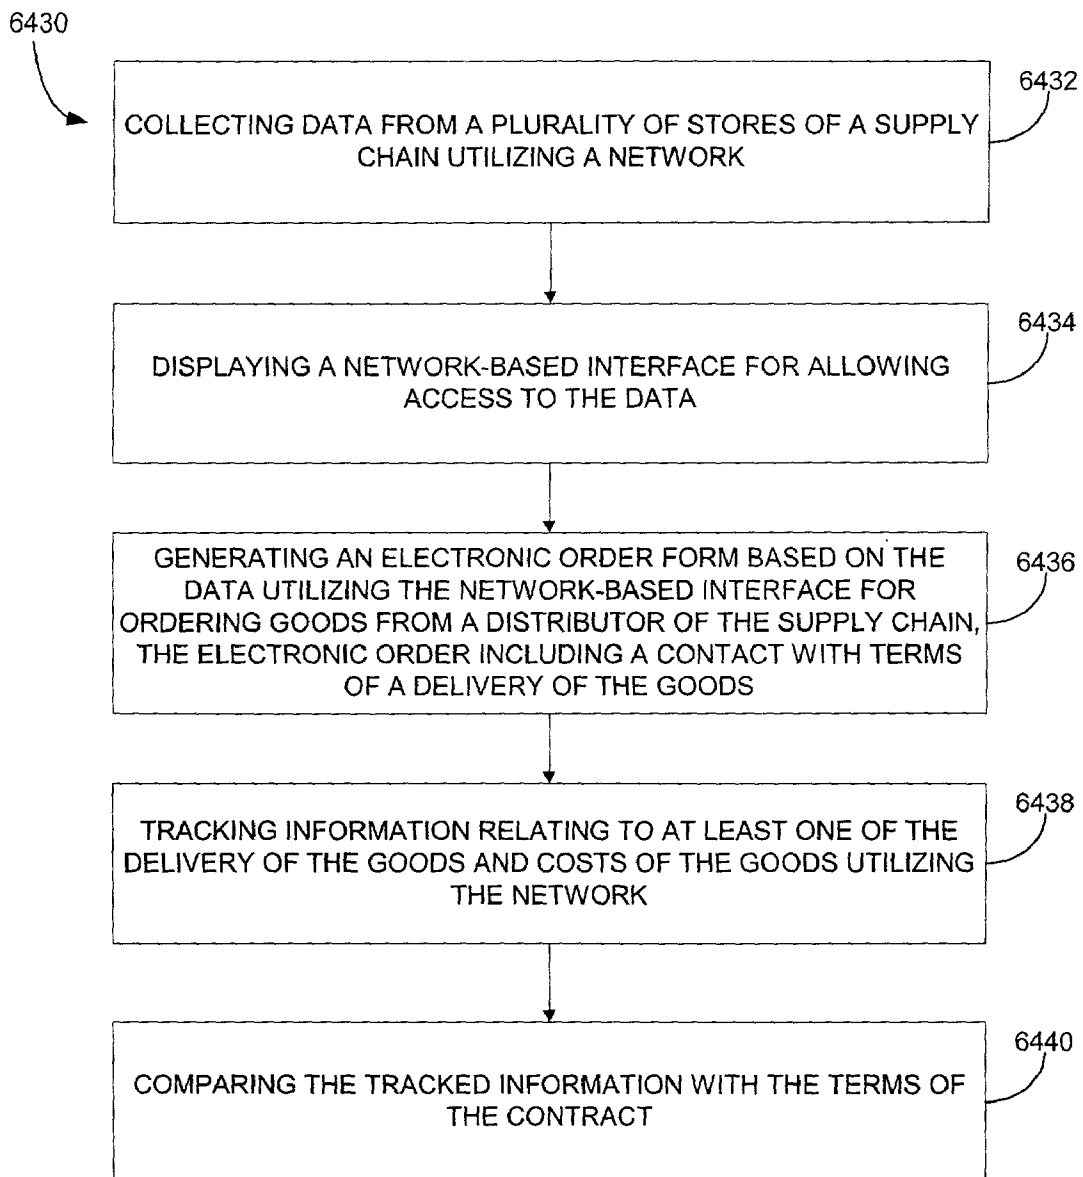 6430
6432
COLLECTING DATA FROM A PLURALITY OF STORES OF A SUPPLY
CHAIN UTILIZING A NETWORK
6434
DISPLAYING A NETWORK-BASED INTERFACE FOR ALLOWING
ACCESS TO THE DATA
6436
GENERATING AN ELECTRONIC ORDER FORM BASED ON THE
DATA UTILIZING THE NETWORK-BASED INTERFACE FOR
ORDERING GOODS FROM A DISTRIBUTOR OF THE SUPPLY CHAIN,
THE ELECTRONIC ORDER INCLUDING A CONTACT WITH TERMS
OF A DELIVERY OF THE GOODS
6438
TRACKING INFORMATION RELATING TO AT LEAST ONE OF THE
DELIVERY OF THE GOODS AND COSTS OF THE GOODS UTILIZING
THE NETWORK
6440
COMPARING THE TRACKED INFORMATION WITH THE TERMS OF
THE CONTRACT